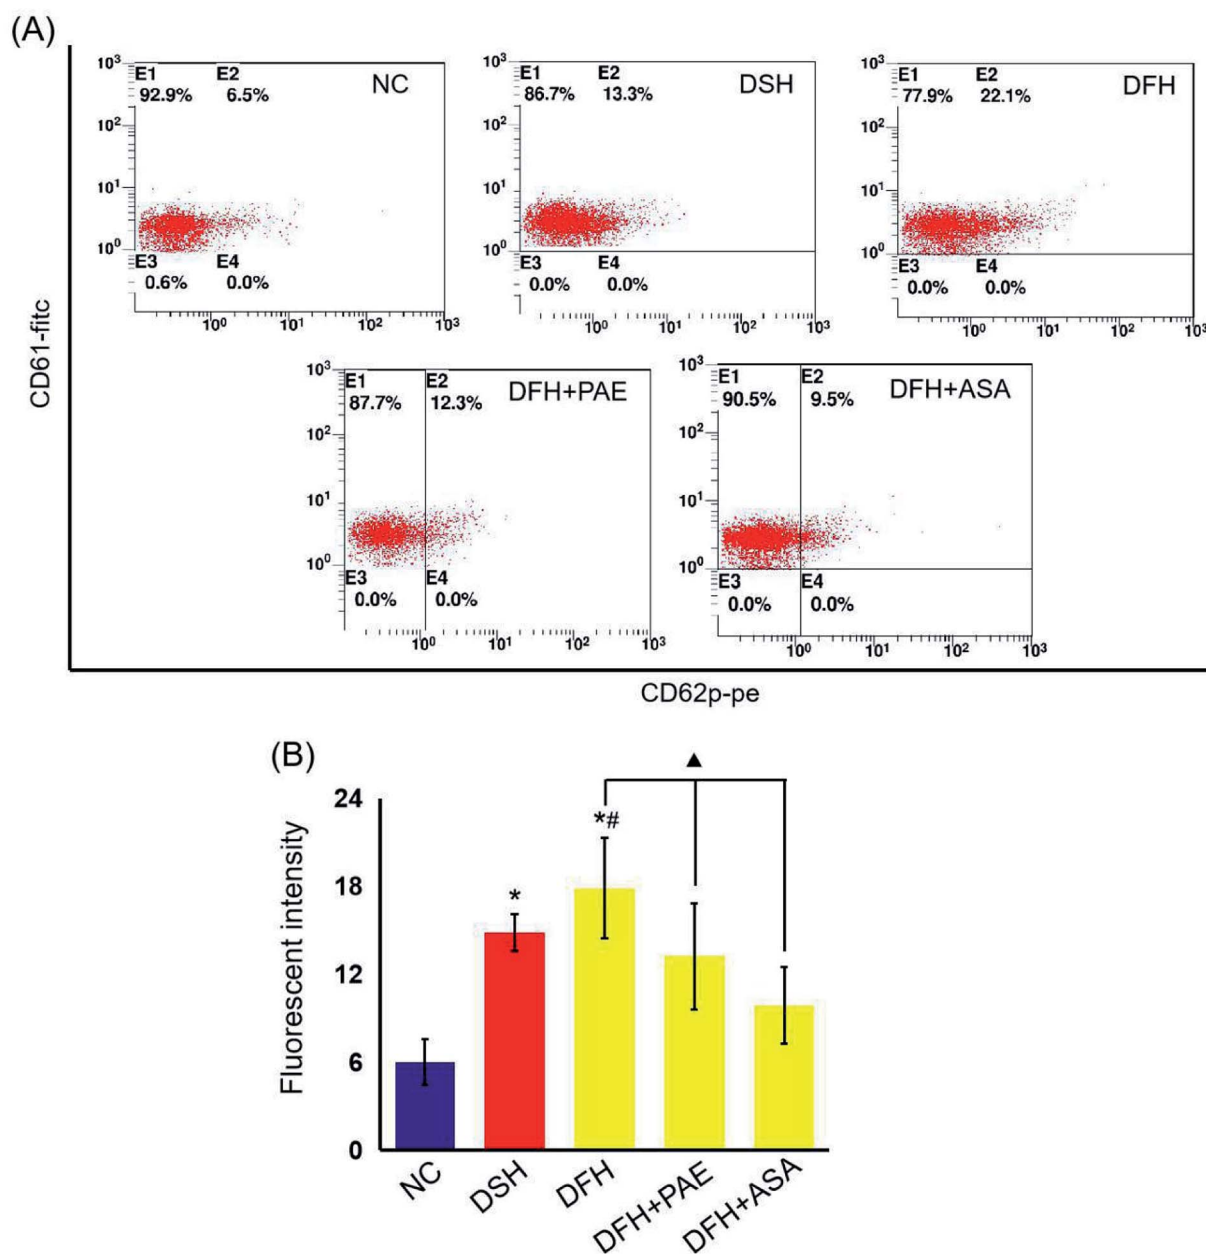 (A)
NC
10³
10²
10¹
10⁰
E1 E2
92.9% 6.5%
E3 E4
0.6% 0.0%
10⁰ 10¹ 10² 10³
DSH
10³
10²
10¹
10⁰
E1 E2
86.7% 13.3%
E3 E4
0.0% 0.0%
10⁰ 10¹ 10² 10³
DFH
10³
10²
10¹
10⁰
E1 E2
77.9% 22.1%
E3 E4
0.0% 0.0%
10⁰ 10¹ 10² 10³
DFH+PAE
10³
10²
10¹
10⁰
E1 E2
87.7% 12.3%
E3 E4
0.0% 0.0%
10⁰ 10¹ 10² 10³
DFH+ASA
10³
10²
10¹
10⁰
E1 E2
90.5% 9.5%
E3 E4
0.0% 0.0%
10⁰ 10¹ 10² 10³
CD61-fitc
CD62p-pe
(B)
Fluorescent intensity
24
18
12
6
0
▲
*
*#
NC
DSH
DFH
DFH+PAE
DFH+ASA